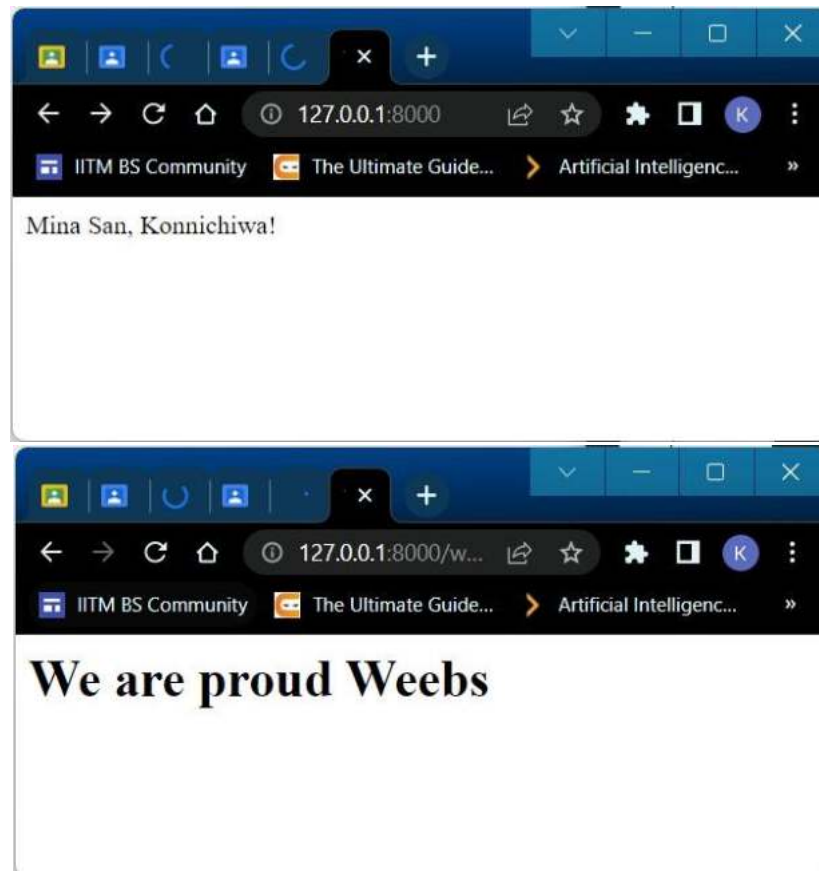 127.0.0.1:8000
K
IITM BS Community The Ultimate Guide... Artificial Intelligenc... »
Mina San, Konnichiwa!
127.0.0.1:8000/w...
K
IITM BS Community The Ultimate Guide... Artificial Intelligenc... »
We are proud Weebs